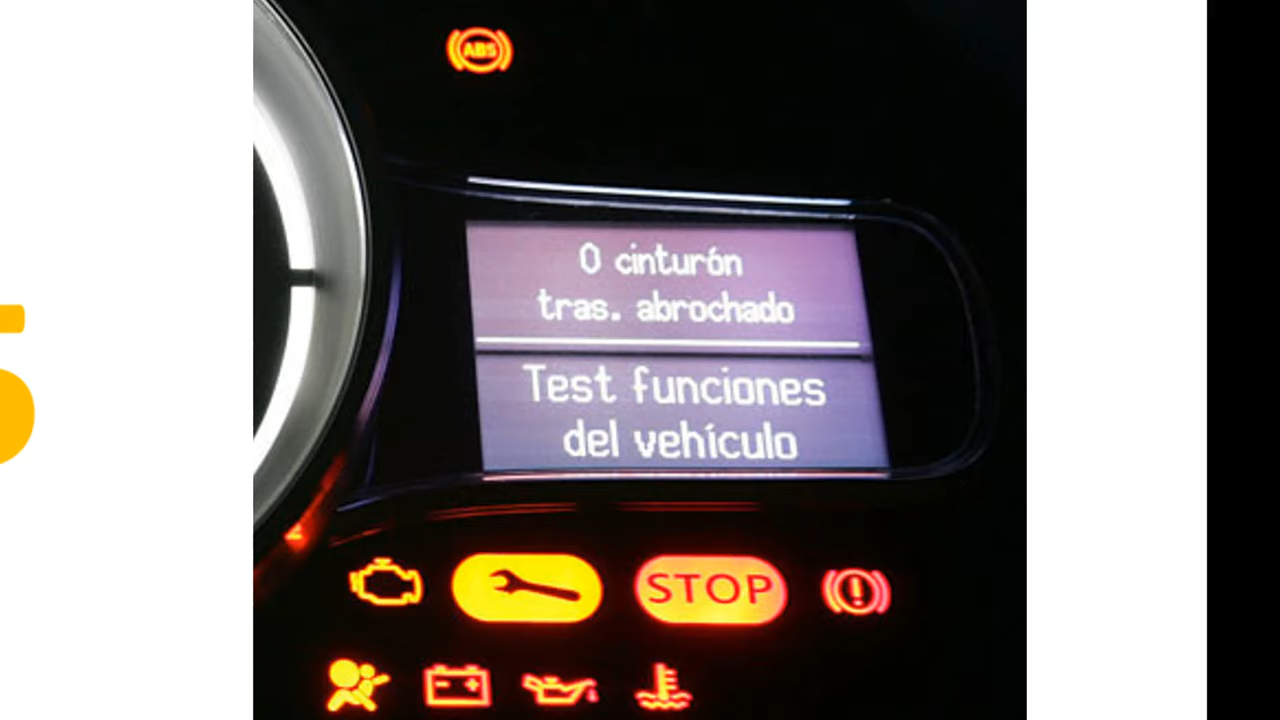 ABS
0 cinturón
tras. abrochado
Test funciones
del vehículo
STOP